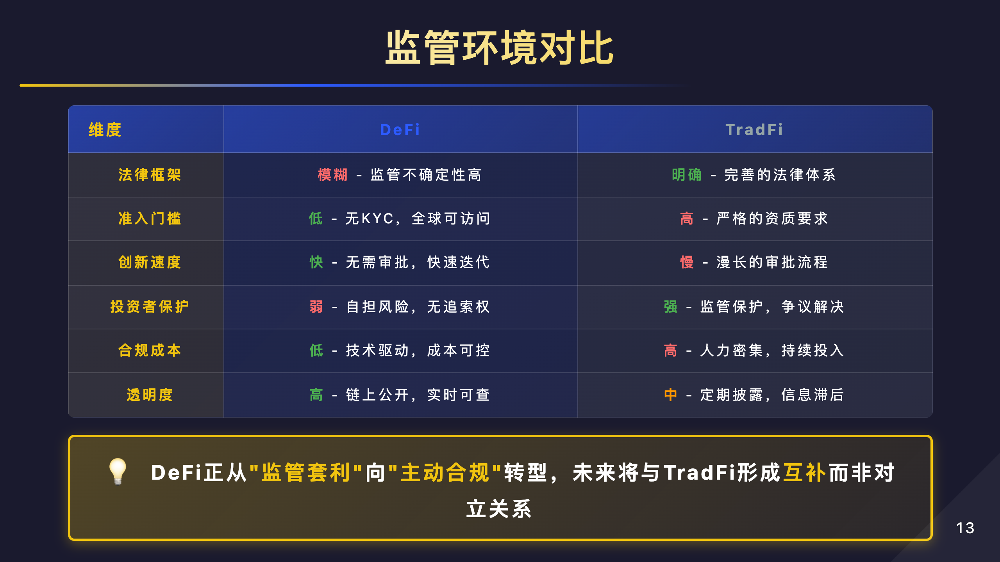 监管环境对比
维度 DeFi TradFi
法律框架 模糊 - 监管不确定性高 明确 - 完善的法律体系
准入门槛 低 - 无KYC，全球可访问 高 - 严格的资质要求
创新速度 快 - 无需审批，快速迭代 慢 - 漫长的审批流程
投资者保护 弱 - 自担风险，无追索权 强 - 监管保护，争议解决
合规成本 低 - 技术驱动，成本可控 高 - 人力密集，持续投入
透明度 高 - 链上公开，实时可查 中 - 定期披露，信息滞后
💡 DeFi正从"监管套利"向"主动合规"转型，未来将与TradFi形成互补而非对
立关系
13